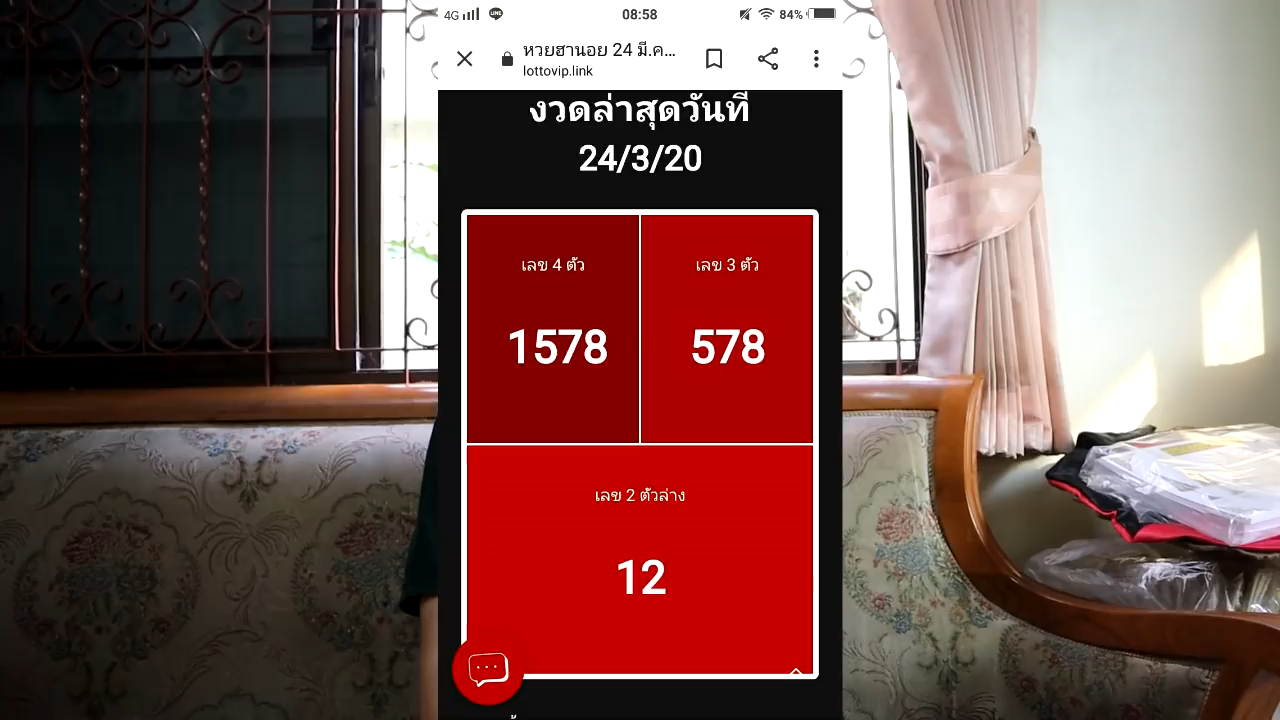 4G
LINE
08:58
84%
หวยฮานอย 24 มี.ค...
lottovip.link
งวดล่าสุดวันที่
24/3/20
เลข 4 ตัว
เลข 3 ตัว
1578
578
เลข 2 ตัวล่าง
12